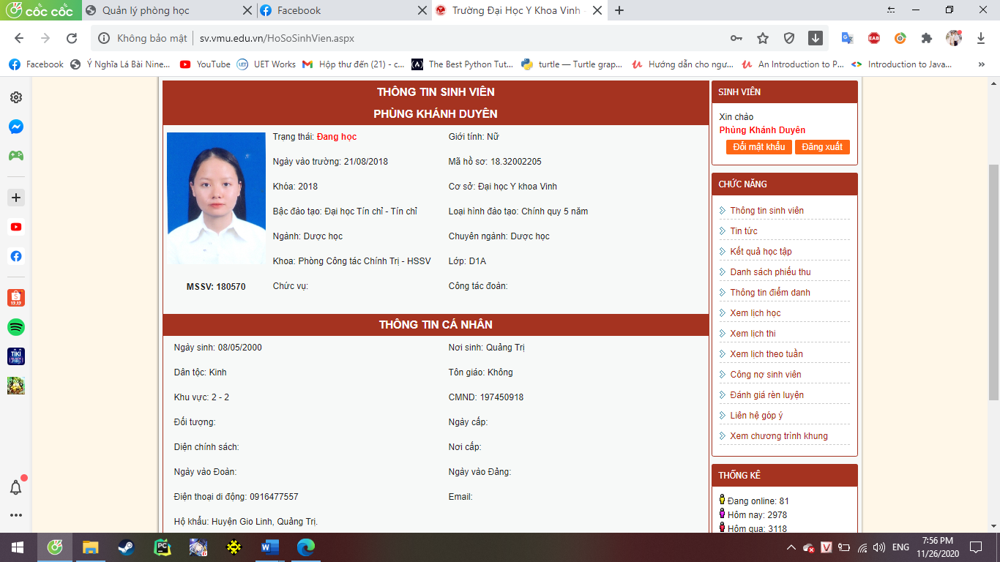 cốc cốc
Quản lý phòng học
Facebook
Trường Đại Học Y Khoa Vinh -
Không bảo mật
sv.vmu.edu.vn/HoSoSinhVien.aspx
Facebook
Ý Nghĩa Lá Bài Nine...
YouTube
UET Works
Hộp thư đến (21) - c...
The Best Python Tut...
turtle — Turtle grap...
Hướng dẫn cho ngư...
An Introduction to P...
Introduction to Java...
THÔNG TIN SINH VIÊN
PHÙNG KHÁNH DUYÊN
Trạng thái: Đang học
Giới tính: Nữ
Ngày vào trường: 21/08/2018
Mã hồ sơ: 18.32002205
Khóa: 2018
Cơ sở: Đại học Y khoa Vinh
Bậc đào tạo: Đại học Tín chỉ - Tín chỉ
Loại hình đào tạo: Chính quy 5 năm
Ngành: Dược học
Chuyên ngành: Dược học
Khoa: Phòng Công tác Chính Trị - HSSV
Lớp: D1A
MSSV: 180570
Chức vụ:
Công tác đoàn:
THÔNG TIN CÁ NHÂN
Ngày sinh: 08/05/2000
Nơi sinh: Quảng Trị
Dân tộc: Kinh
Tôn giáo: Không
Khu vực: 2 - 2
CMND: 197450918
Đối tượng:
Ngày cấp:
Diện chính sách:
Nơi cấp:
Ngày vào Đoàn:
Ngày vào Đảng:
Điện thoại di động: 0916477557
Email:
Hộ khẩu: Huyện Gio Linh, Quảng Trị.
SINH VIÊN
Xin chào
Phùng Khánh Duyên
Đổi mật khẩu
Đăng xuất
CHỨC NĂNG
Thông tin sinh viên
Tin tức
Kết quả học tập
Danh sách phiếu thu
Thông tin điểm danh
Xem lịch học
Xem lịch thi
Xem lịch theo tuần
Công nợ sinh viên
Đánh giá rèn luyện
Liên hệ góp ý
Xem chương trình khung
THỐNG KÊ
Đang online: 81
Hôm nay: 2978
Hôm qua: 3118
ENG
7:56 PM
11/26/2020